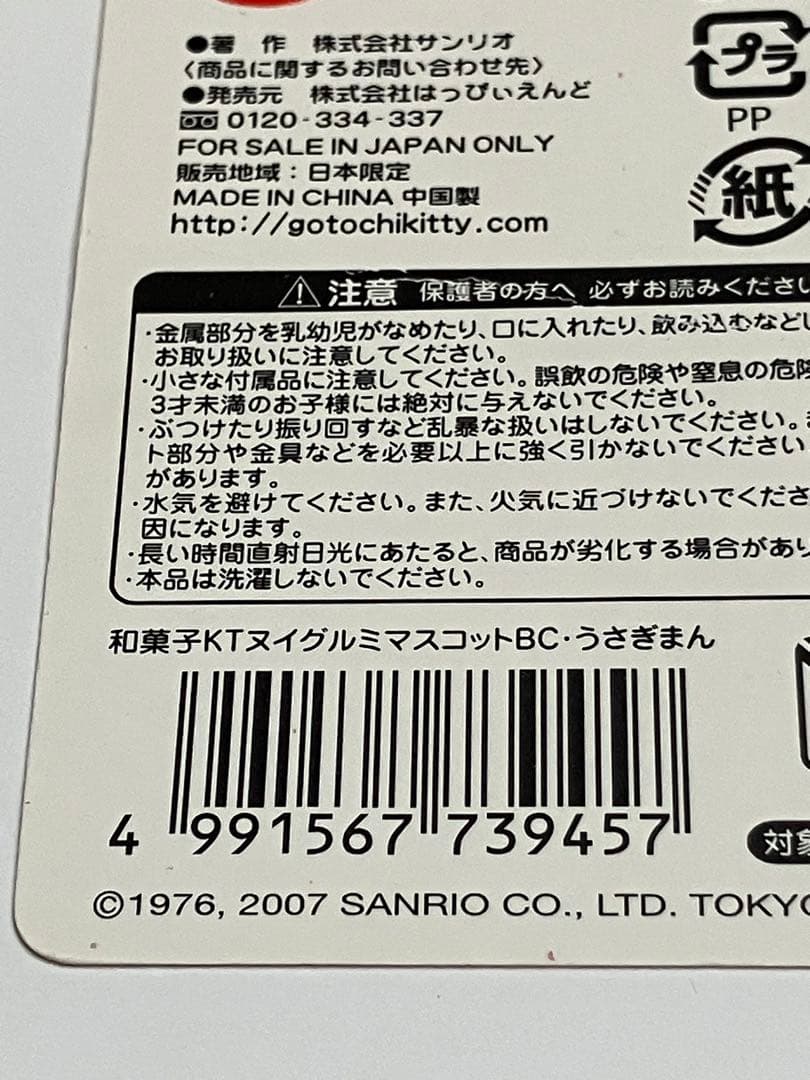 ●著 作 株式会社サンリオ
〈商品に関するお問い合わせ先〉
●発売元 株式会社はっぴぃえんど
0120-334-337
FOR SALE IN JAPAN ONLY
販売地域：日本限定
MADE IN CHINA 中国製
http://gotochikitty.com
プラ
PP
紙
注意 保護者の方へ 必ずお読みください
・金属部分を乳幼児がなめたり、口に入れたり、飲み込むなどし
お取り扱いに注意してください。
・小さな付属品に注意してください。誤飲の危険や窒息の危険
3才未満のお子様には絶対に与えないでください。
・ぶつけたり振り回すなど乱暴な扱いはしないでください。
ト部分や金具などを必要以上に強く引かないでください
があります。
・水気を避けてください。また、火気に近づけないでくださ
因になります。
・長い時間直射日光にあたると、商品が劣化する場合があり
・本品は洗濯しないでください。
和菓子KTヌイグルミマスコットBC・うさぎまん
4 991567 739457
対象
©1976, 2007 SANRIO CO., LTD. TOKYO